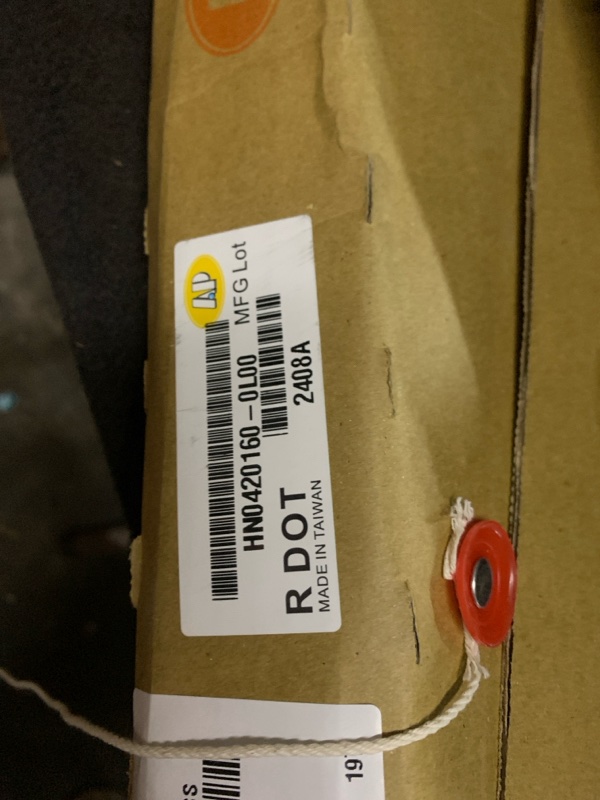 AP
HN0420160-0L00
MFG Lot
2408A
R DOT
MADE IN TAIWAN
19